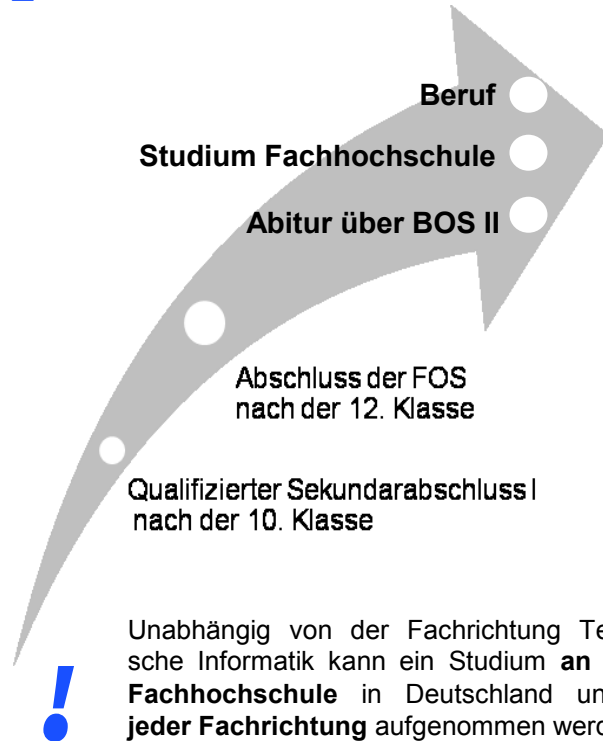 Beruf
Studium Fachhochschule
Abitur über BOS II
Abschluss der FOS
nach der 12. Klasse
Qualifizierter Sekundarabschluss I
nach der 10. Klasse
Unabhängig von der Fachrichtung
sche Informatik kann ein Studium an
Fachhochschule in Deutschland
jeder Fachrichtung aufgenommen
!